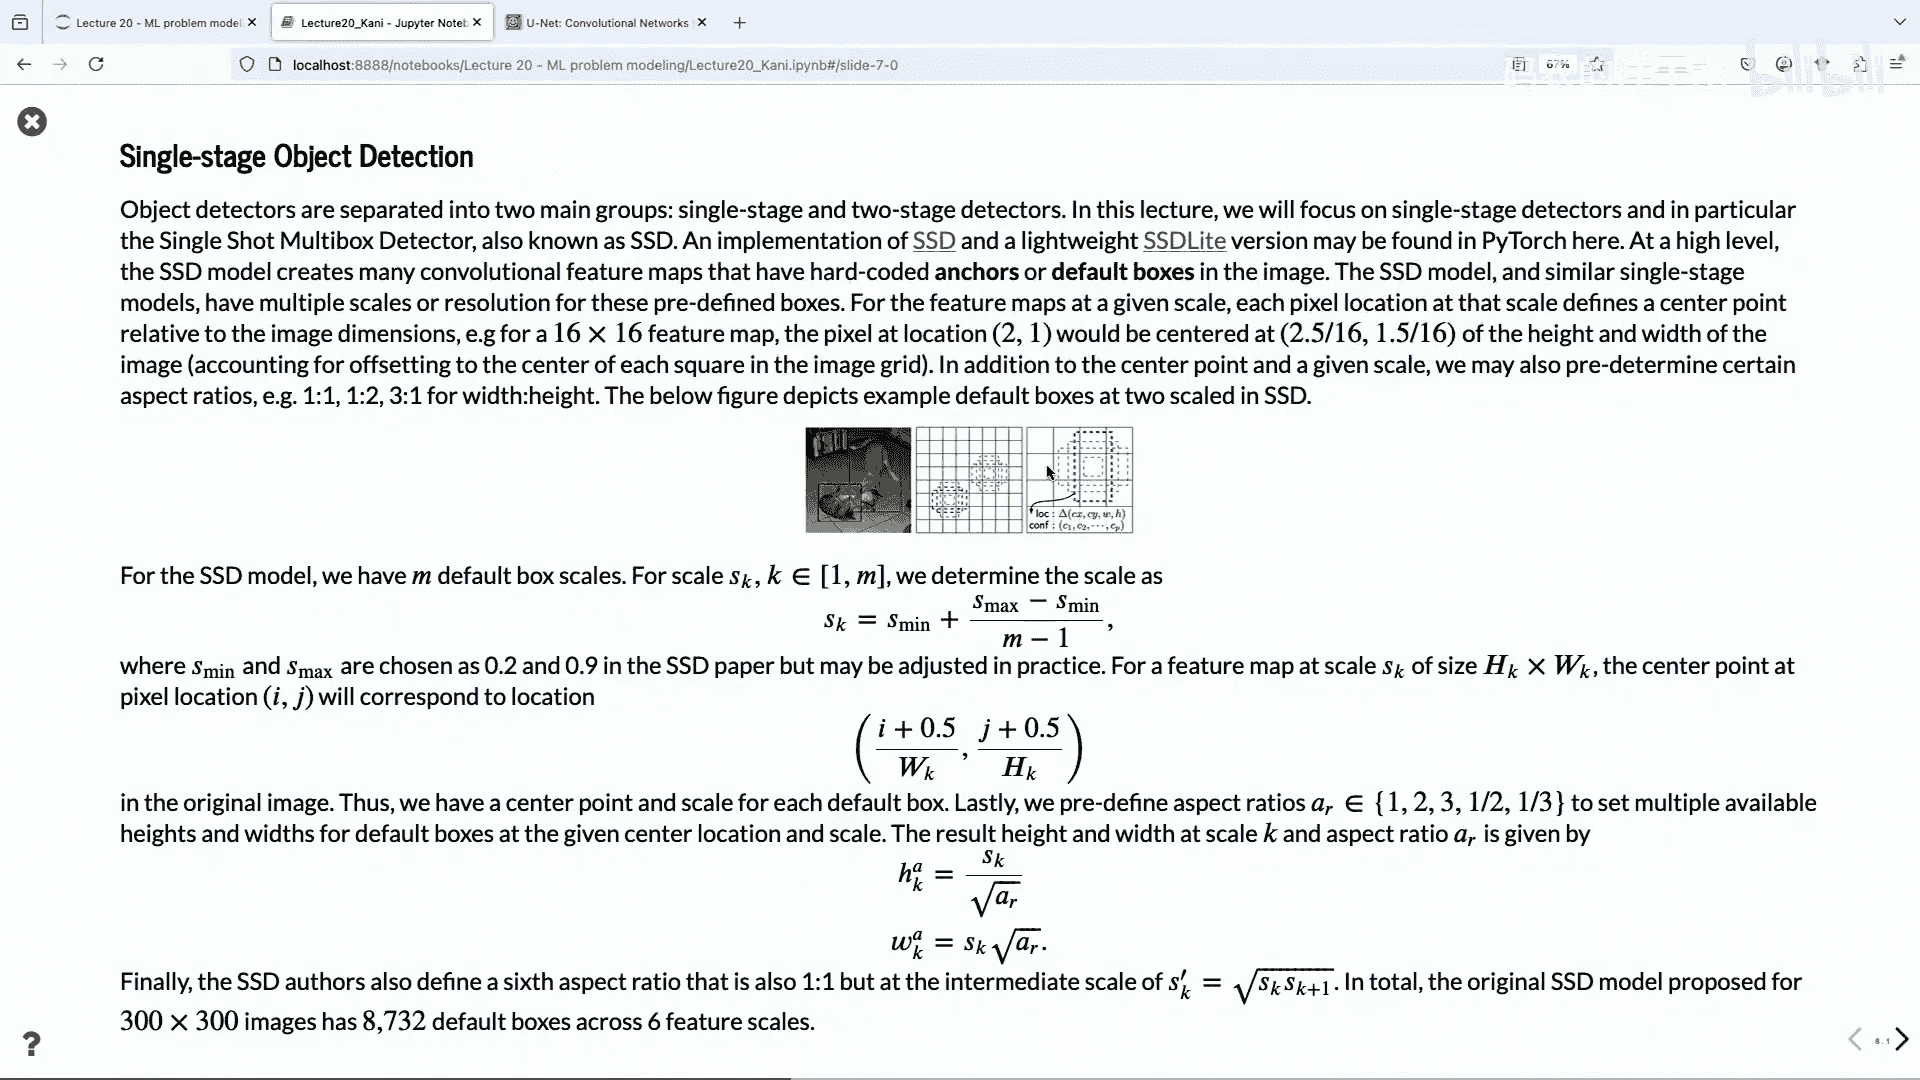 Lecture 20 - ML problem model
Lecture20_Kani - Jupyter Noteb
U-Net: Convolutional Networks
localhost:8888/notebooks/Lecture 20 - ML problem modeling/Lecture20_Kani.ipynb#/slide-7-0
67%
bilibili
Single-stage Object Detection
Object detectors are separated into two main groups: single-stage and two-stage detectors. In this lecture, we will focus on single-stage detectors and in particular
the Single Shot Multibox Detector, also known as SSD. An implementation of SSD and a lightweight SSDLite version may be found in PyTorch here. At a high level,
the SSD model creates many convolutional feature maps that have hard-coded anchors or default boxes in the image. The SSD model, and similar single-stage
models, have multiple scales or resolution for these pre-defined boxes. For the feature maps at a given scale, each pixel location at that scale defines a center point
relative to the image dimensions, e.g for a 16 × 16 feature map, the pixel at location (2, 1) would be centered at (2.5/16, 1.5/16) of the height and width of the
image (accounting for offsetting to the center of each square in the image grid). In addition to the center point and a given scale, we may also pre-determine certain
aspect ratios, e.g. 1:1, 1:2, 3:1 for width:height. The below figure depicts example default boxes at two scaled in SSD.
loc : Δ(cx, cy, w, h)
conf : (c₁, c₂, ⋯, cₚ)
For the SSD model, we have m default box scales. For scale sₖ, k ∈ [1, m], we determine the scale as
sₖ = s_min + (s_max − s_min)/(m − 1),
where s_min and s_max are chosen as 0.2 and 0.9 in the SSD paper but may be adjusted in practice. For a feature map at scale sₖ of size Hₖ × Wₖ, the center point at
pixel location (i, j) will correspond to location
((i + 0.5)/Wₖ, (j + 0.5)/Hₖ)
in the original image. Thus, we have a center point and scale for each default box. Lastly, we pre-define aspect ratios aᵣ ∈ {1, 2, 3, 1/2, 1/3} to set multiple available
heights and widths for default boxes at the given center location and scale. The result height and width at scale k and aspect ratio aᵣ is given by
hₖᵃ = sₖ/√aᵣ
wₖᵃ = sₖ√aᵣ.
Finally, the SSD authors also define a sixth aspect ratio that is also 1:1 but at the intermediate scale of s′ₖ = √(sₖsₖ₊₁). In total, the original SSD model proposed for
300 × 300 images has 8,732 default boxes across 6 feature scales.
?
8.1